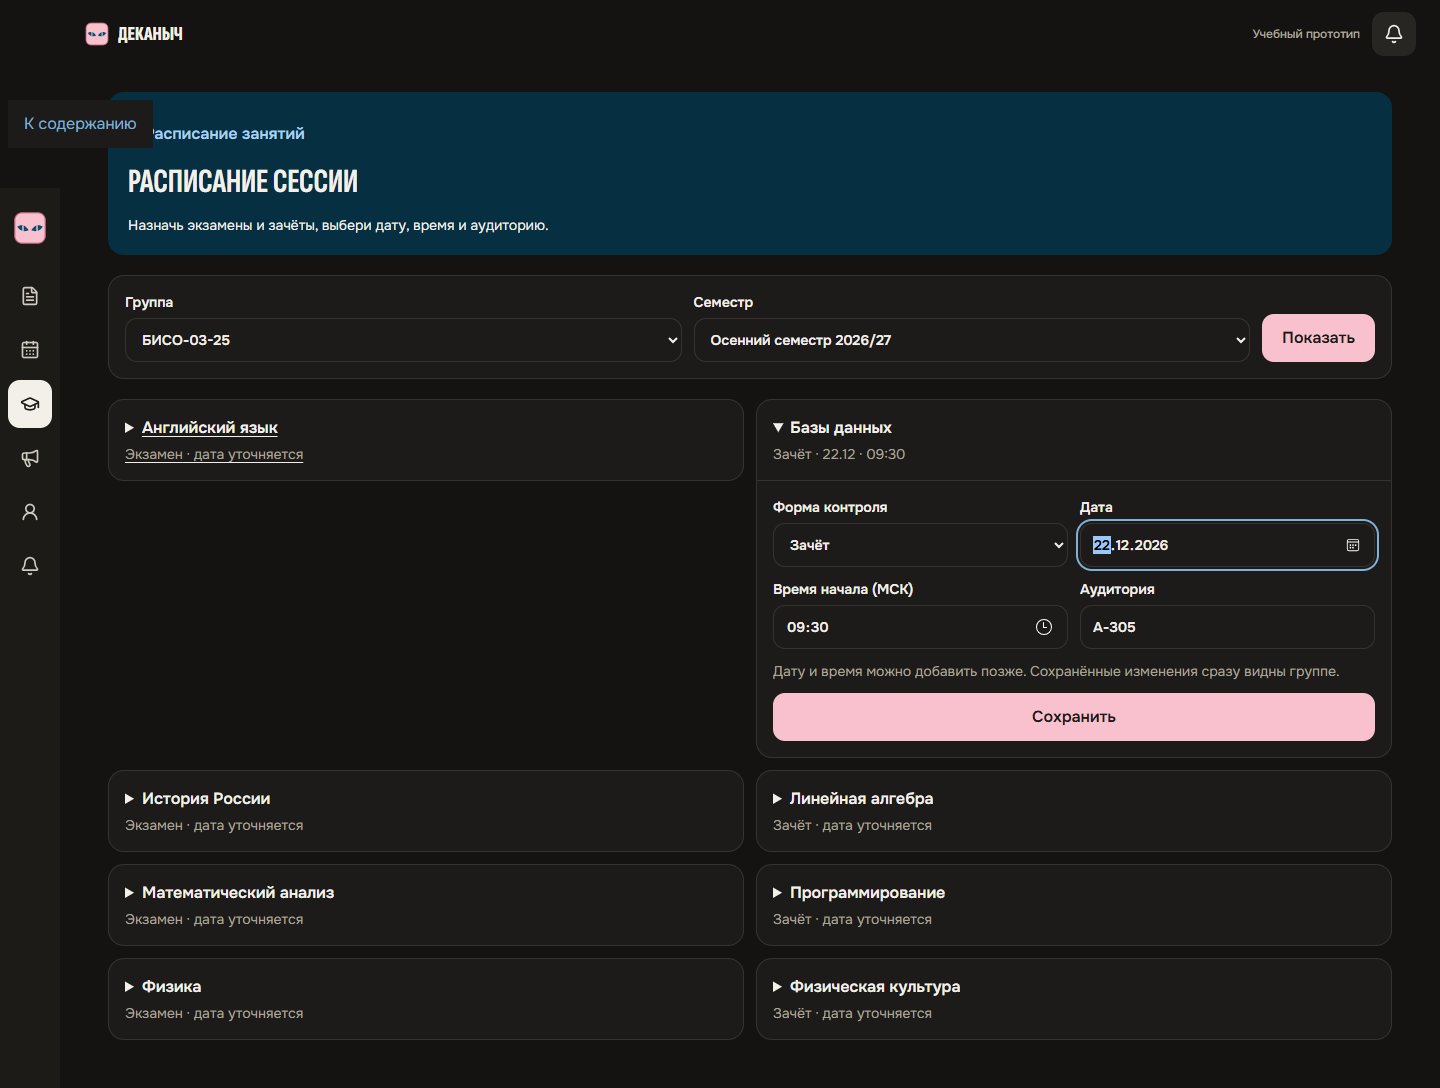 ДЕКАНЫЧ
Учебный прототип
К содержанию
Расписание занятий
РАСПИСАНИЕ СЕССИИ
Назначь экзамены и зачёты, выбери дату, время и аудиторию.
Группа
Семестр
БИСО-03-25
Осенний семестр 2026/27
Показать
Английский язык
Экзамен · дата уточняется
Базы данных
Зачёт · 22.12 · 09:30
Форма контроля
Дата
Зачёт
22.12.2026
Время начала (МСК)
Аудитория
09:30
А-305
Дату и время можно добавить позже. Сохранённые изменения сразу видны группе.
Сохранить
История России
Экзамен · дата уточняется
Линейная алгебра
Зачёт · дата уточняется
Математический анализ
Экзамен · дата уточняется
Программирование
Зачёт · дата уточняется
Физика
Экзамен · дата уточняется
Физическая культура
Зачёт · дата уточняется